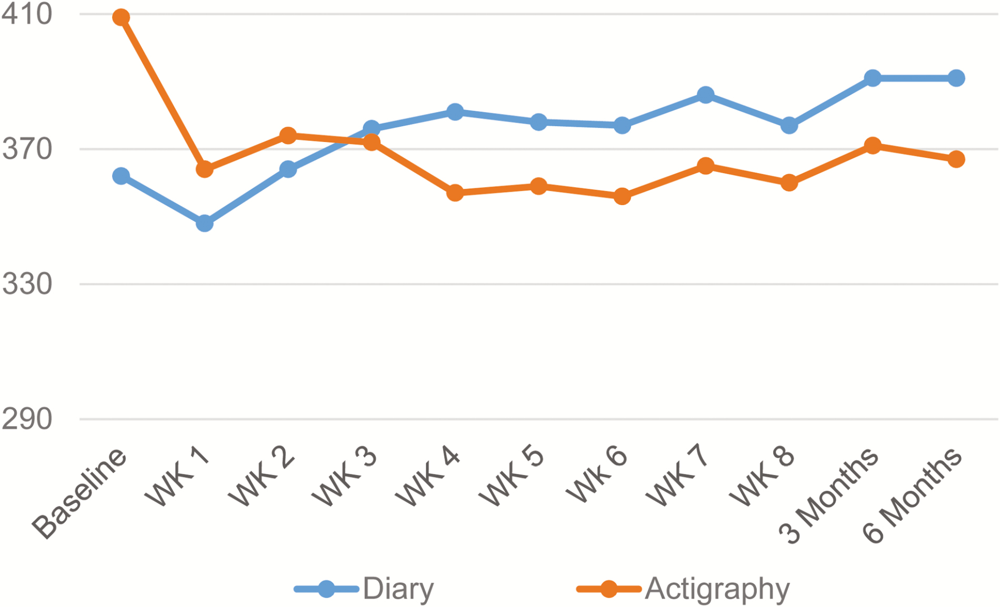 410
370
330
290
Baseline
WK 1
WK 2
WK 3
WK 4
WK 5
Wk 6
WK 7
WK 8
3 Months
6 Months
Diary
Actigraphy